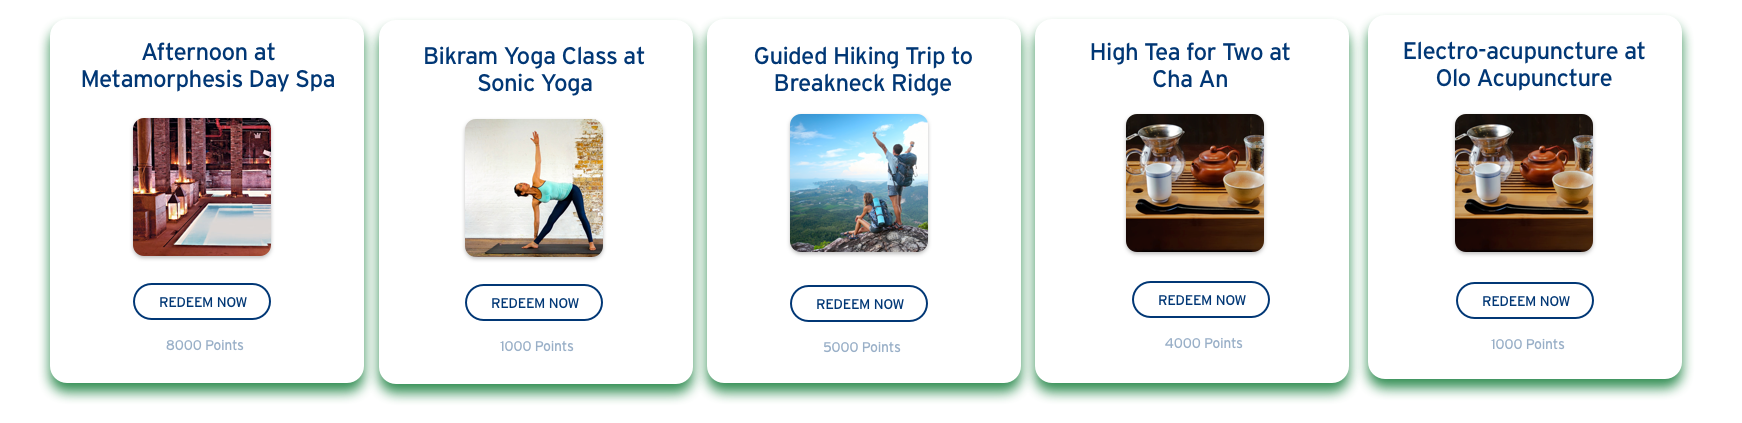 Afternoon at
Metamorphesis Day Spa
REDEEM NOW
8000 Points
Bikram Yoga Class at
Sonic Yoga
REDEEM NOW
1000 Points
Guided Hiking Trip to
Breakneck Ridge
REDEEM NOW
5000 Points
High Tea for Two at
Cha An
REDEEM NOW
4000 Points
Electro-acupuncture at
Olo Acupuncture
REDEEM NOW
1000 Points